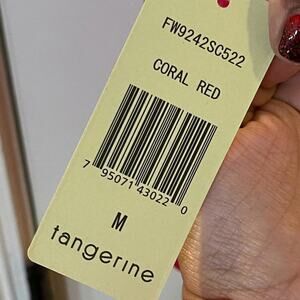 FW9242SC522
CORAL RED
7 95071 43022 0
M
tangerine